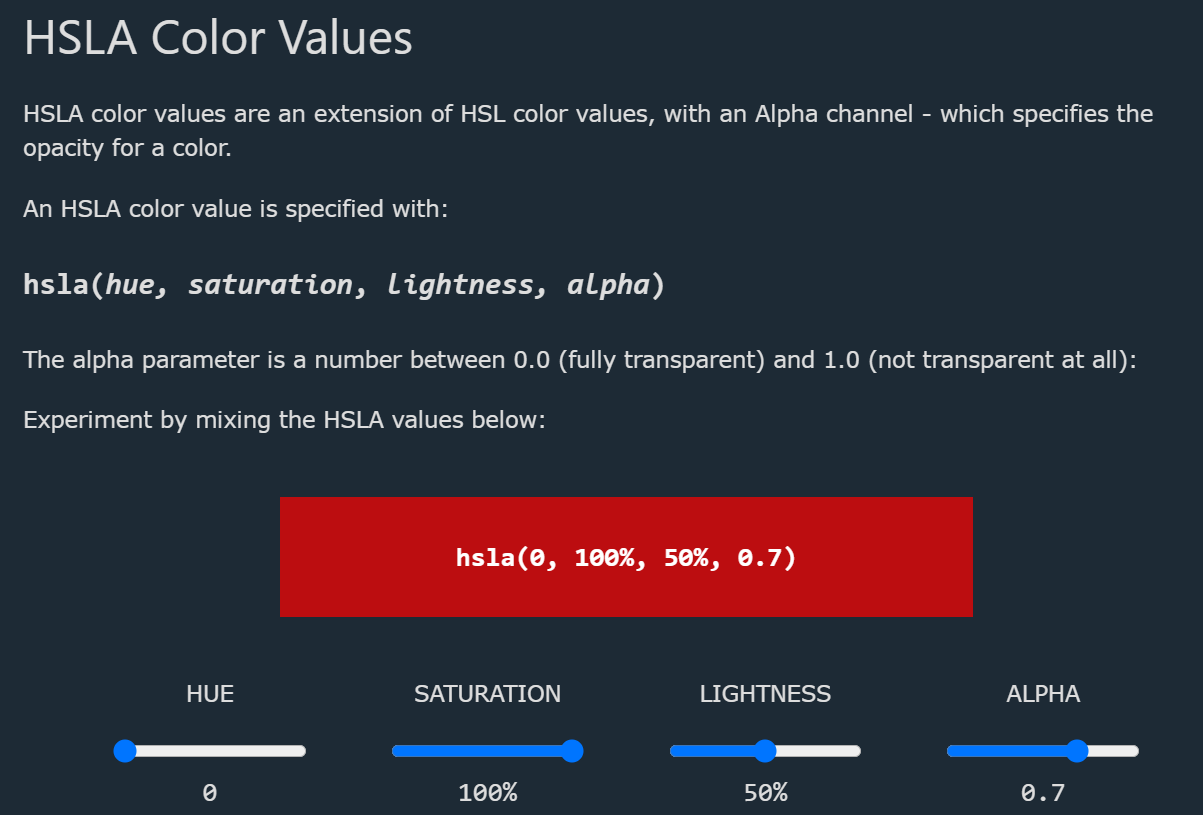 HSLA Color Values
HSLA color values are an extension of HSL color values, with an Alpha channel - which specifies the
opacity for a color.
An HSLA color value is specified with:
hsla(hue, saturation, lightness, alpha)
The alpha parameter is a number between 0.0 (fully transparent) and 1.0 (not transparent at all):
Experiment by mixing the HSLA values below:
hsla(0, 100%, 50%, 0.7)
HUE SATURATION LIGHTNESS ALPHA
0 100% 50% 0.7